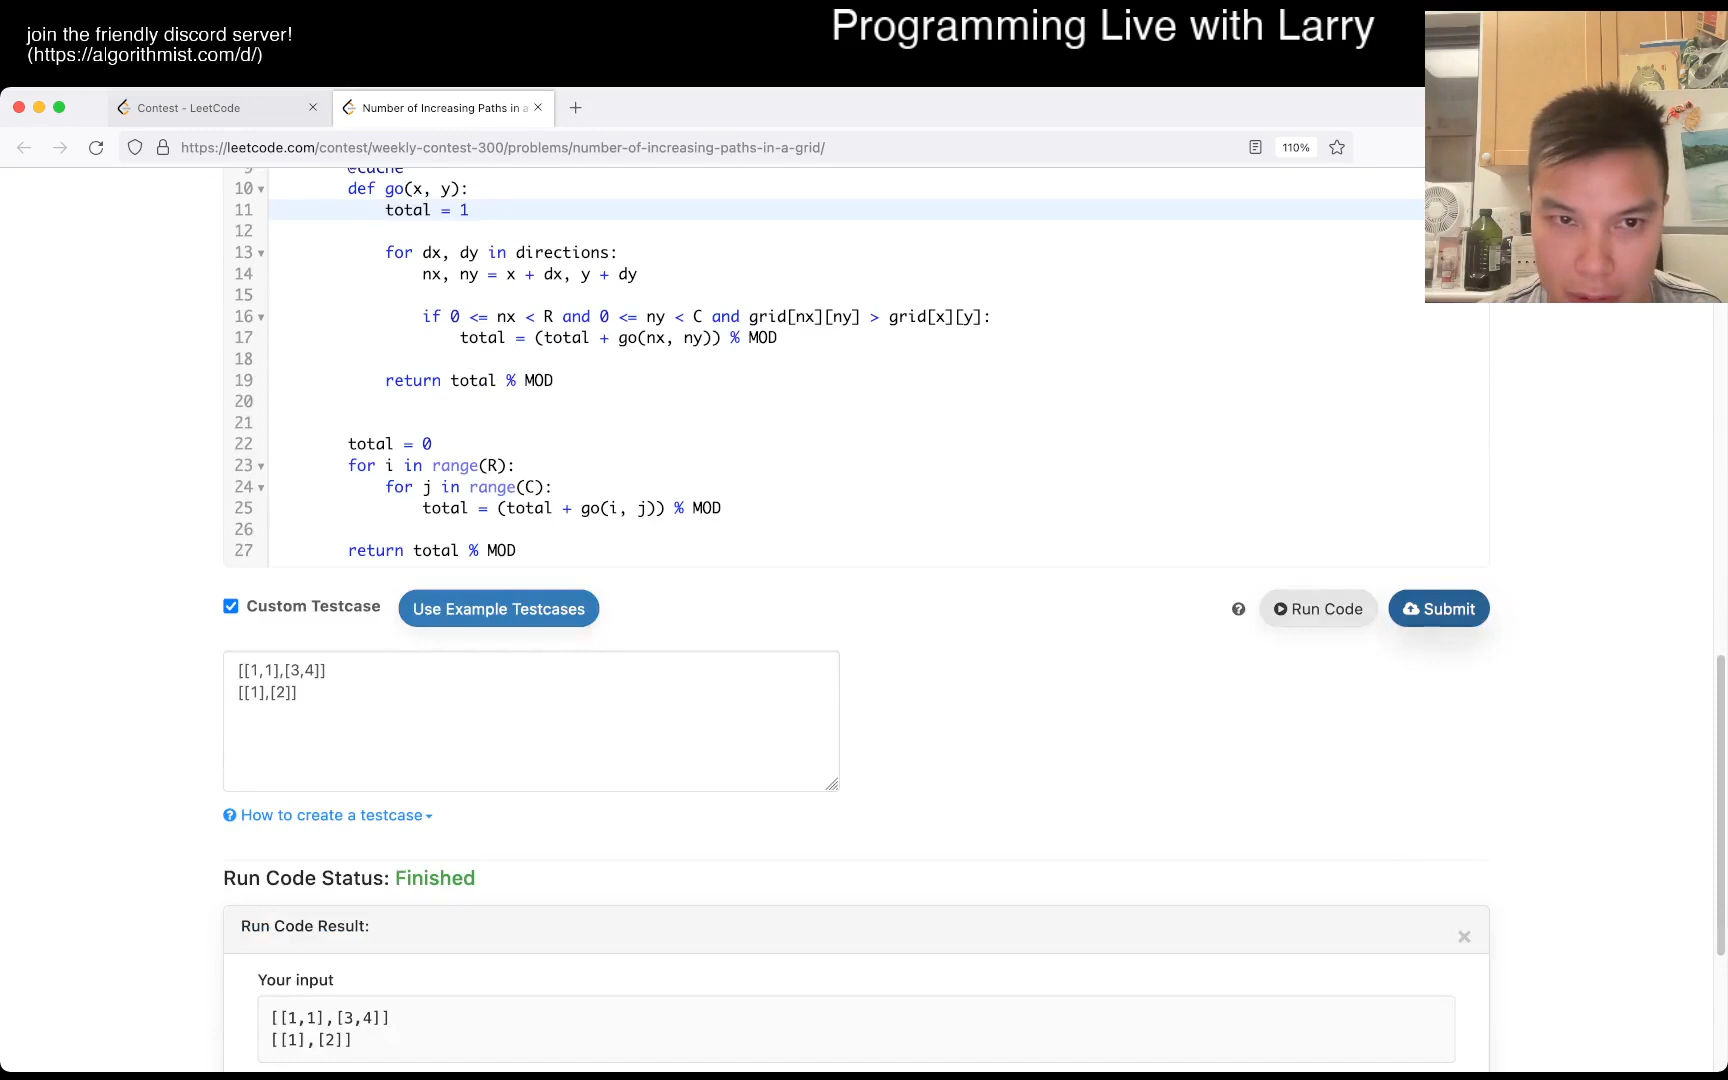 join the friendly discord server!
(https://algorithmist.com/d/)
Programming Live with Larry
Contest - LeetCode
Number of Increasing Paths in a
https://leetcode.com/contest/weekly-contest-300/problems/number-of-increasing-paths-in-a-grid/
110%
9 @cache
10 def go(x, y):
11 total = 1
12
13 for dx, dy in directions:
14 nx, ny = x + dx, y + dy
15
16 if 0 <= nx < R and 0 <= ny < C and grid[nx][ny] > grid[x][y]:
17 total = (total + go(nx, ny)) % MOD
18
19 return total % MOD
20
21
22 total = 0
23 for i in range(R):
24 for j in range(C):
25 total = (total + go(i, j)) % MOD
26
27 return total % MOD
Custom Testcase
Use Example Testcases
Run Code
Submit
[[1,1],[3,4]]
[[1],[2]]
How to create a testcase
Run Code Status: Finished
Run Code Result:
Your input
[[1,1],[3,4]]
[[1],[2]]